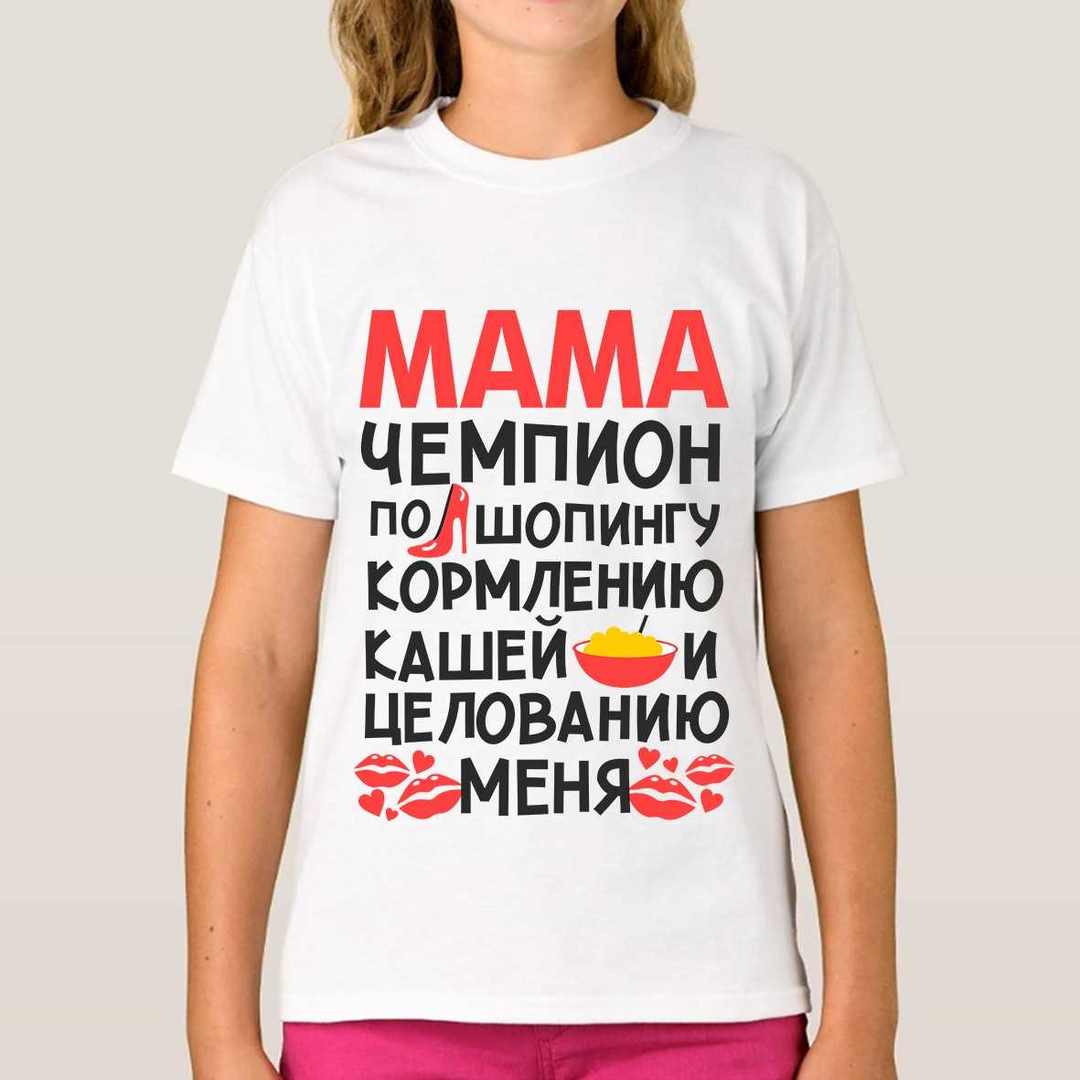 МАМА
ЧЕМПИОН
ПО ШОПИНГУ
КОРМЛЕНИЮ
КАШЕЙ И
ЦЕЛОВАНИЮ
МЕНЯ